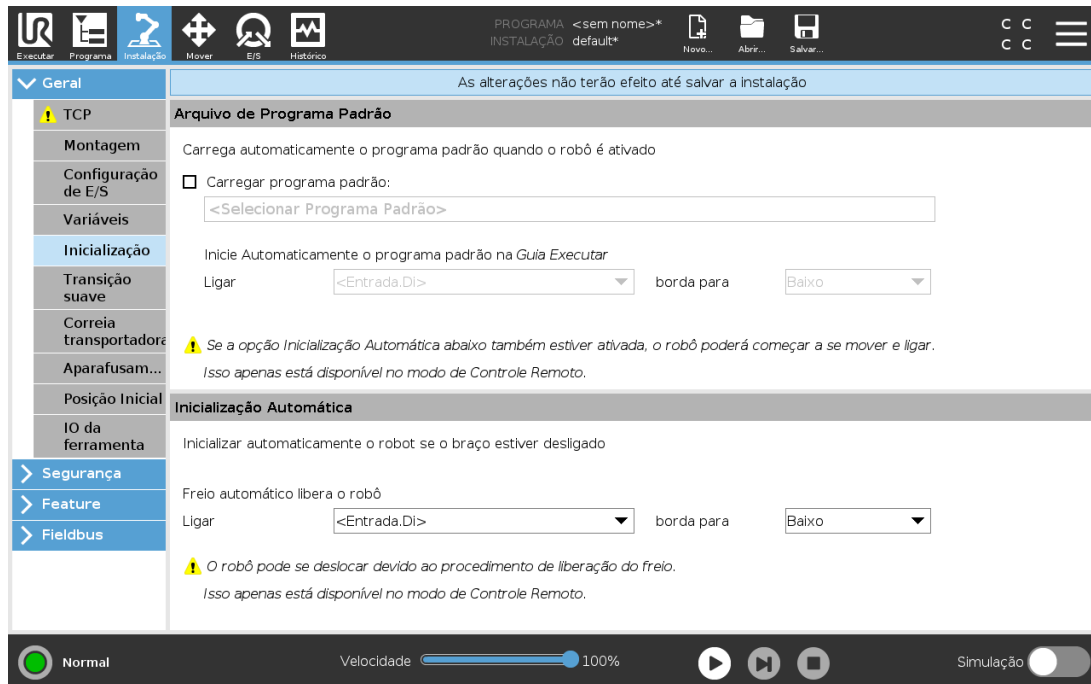 UR
PROGRAMA <sem nome>*
INSTALAÇÃO default*
C C
C C
Executar Programa Instalação Mover E/S Histórico Novo... Abrir... Salvar...
Geral
TCP
Montagem
Configuração
de E/S
Variáveis
Inicialização
Transição
suave
Correia
transportadora
Aparafusam...
Posição Inicial
IO da
ferramenta
Segurança
Feature
Fieldbus
As alterações não terão efeito até salvar a instalação
Arquivo de Programa Padrão
Carrega automaticamente o programa padrão quando o robô é ativado
Carregar programa padrão:
<Selecionar Programa Padrão>
Inicie Automaticamente o programa padrão na Guia Executar
Ligar <Entrada.Di> borda para Baixo
Se a opção Inicialização Automática abaixo também estiver ativada, o robô poderá começar a se mover e ligar.
Isso apenas está disponível no modo de Controle Remoto.
Inicialização Automática
Inicializar automaticamente o robot se o braço estiver desligado
Freio automático libera o robô
Ligar <Entrada.Di> borda para Baixo
O robô pode se deslocar devido ao procedimento de liberação do freio.
Isso apenas está disponível no modo de Controle Remoto.
Normal Velocidade 100% Simulação